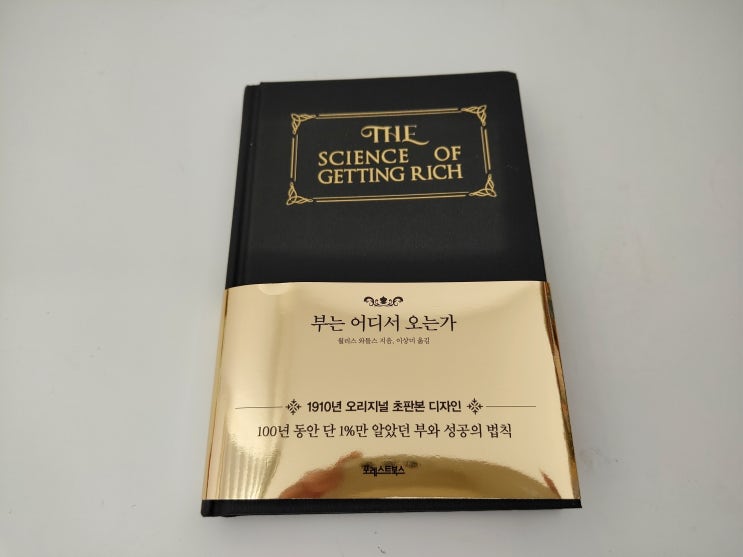 THE
SCIENCE OF
GETTING RICH
부는 어디서 오는가
월러스 와틀스 지음, 이상미 옮김
1910년 오리지널 초판본 디자인
100년 동안 단 1%만 알았던 부와 성공의 법칙
포레스트북스